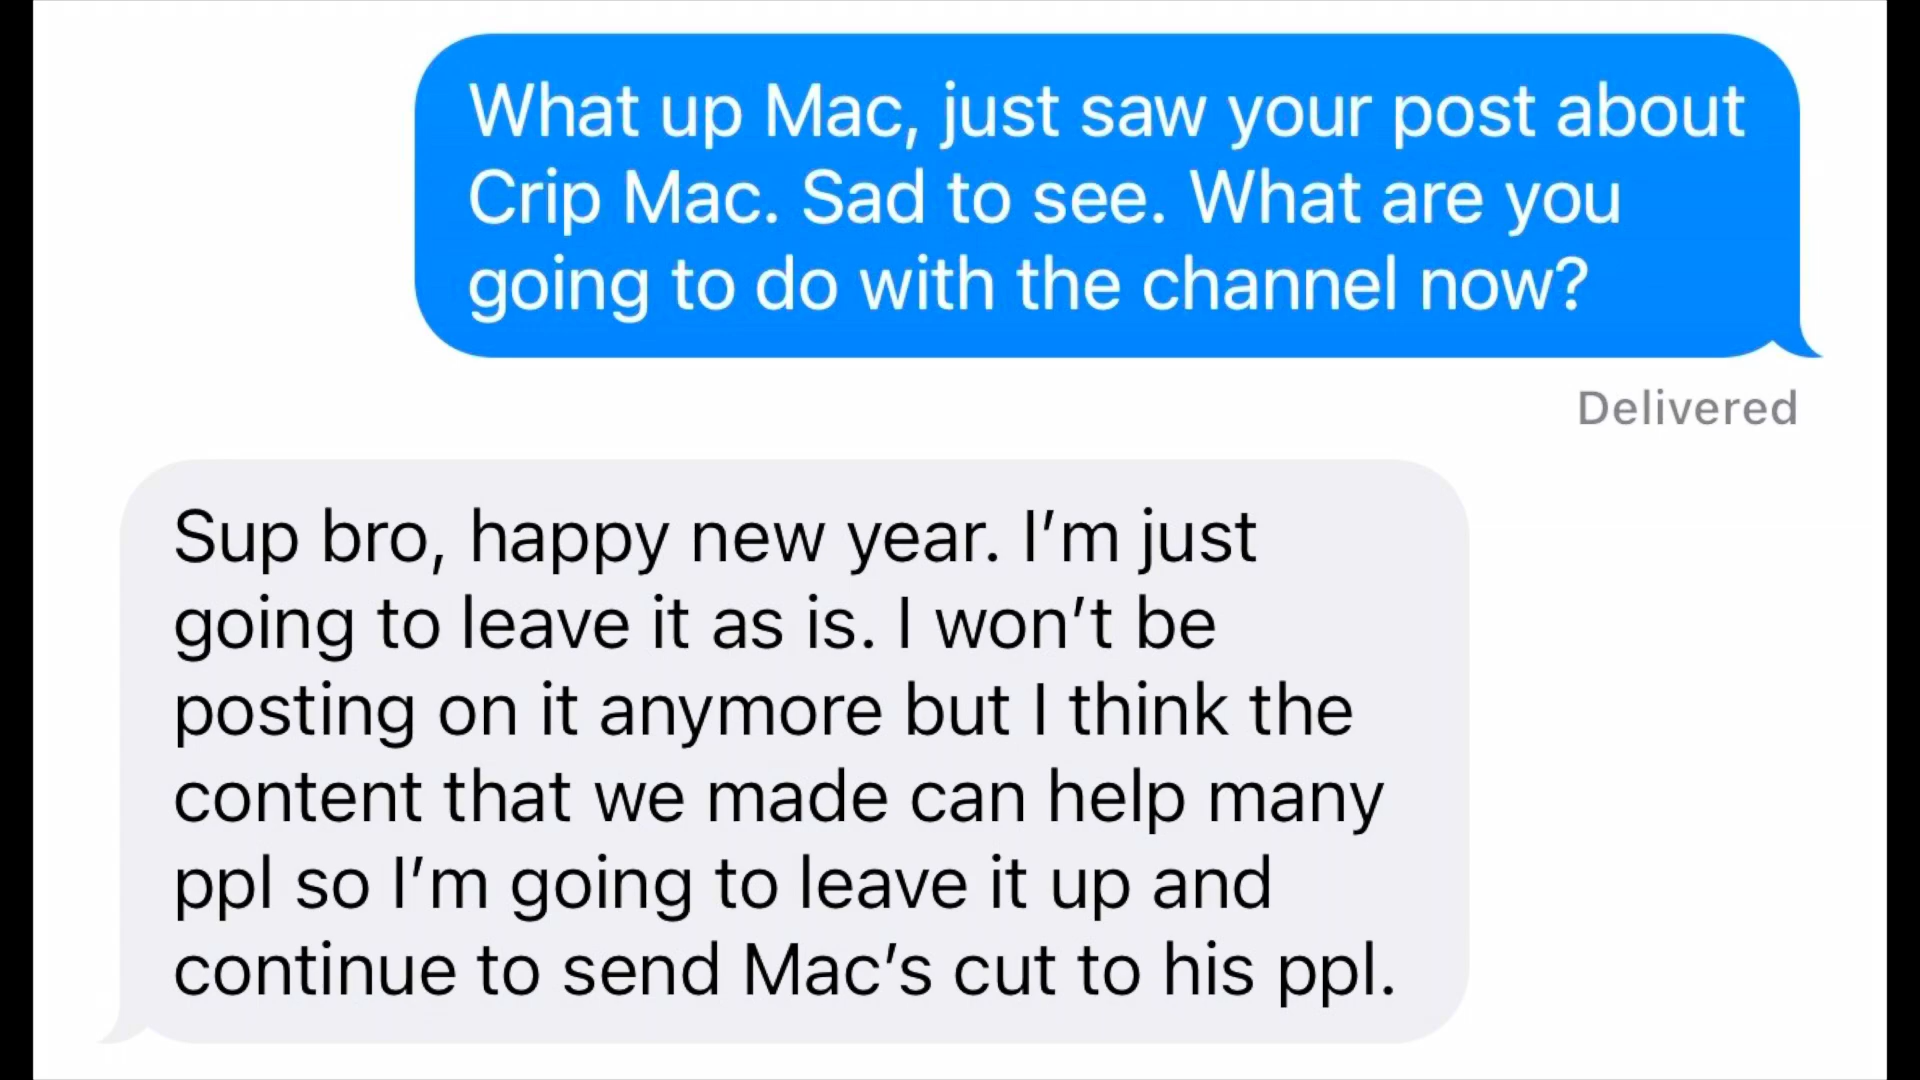 What up Mac, just saw your post about
Crip Mac. Sad to see. What are you
going to do with the channel now?
Delivered
Sup bro, happy new year. I’m just
going to leave it as is. I won’t be
posting on it anymore but I think the
content that we made can help many
ppl so I’m going to leave it up and
continue to send Mac’s cut to his ppl.